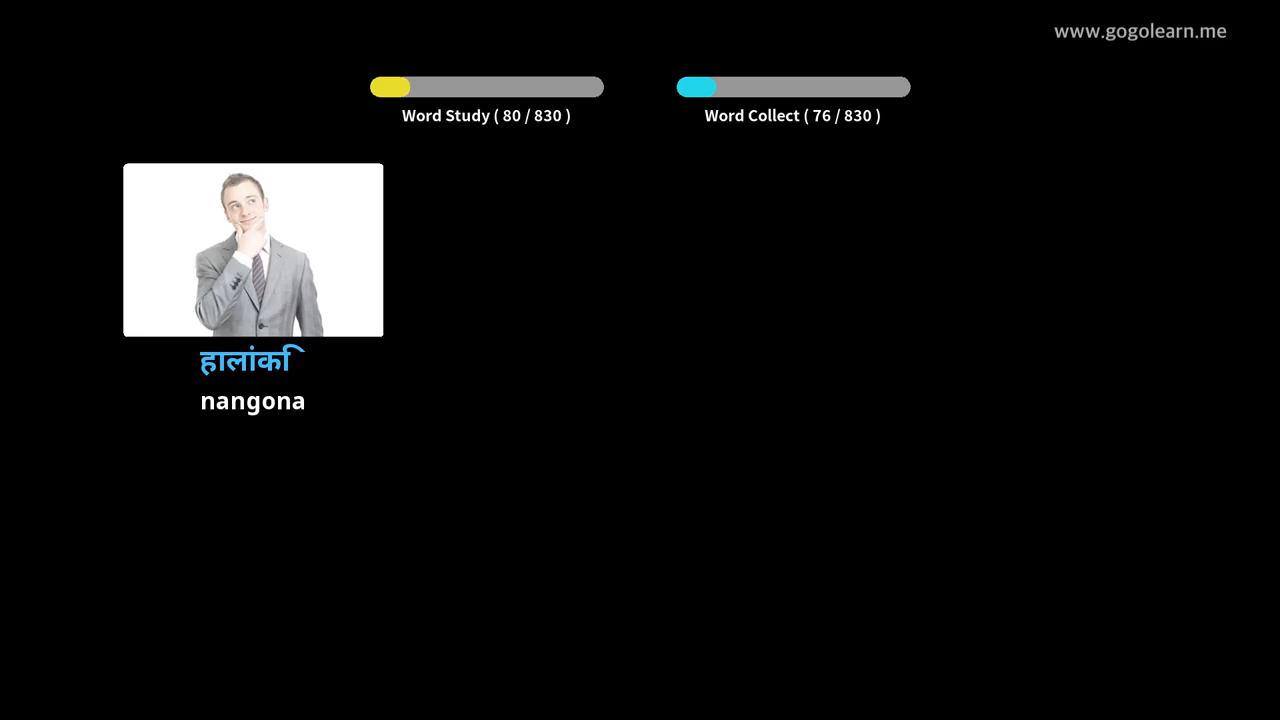 www.gogolearn.me
Word Study ( 80 / 830 )
Word Collect ( 76 / 830 )
हालांकि
nangona